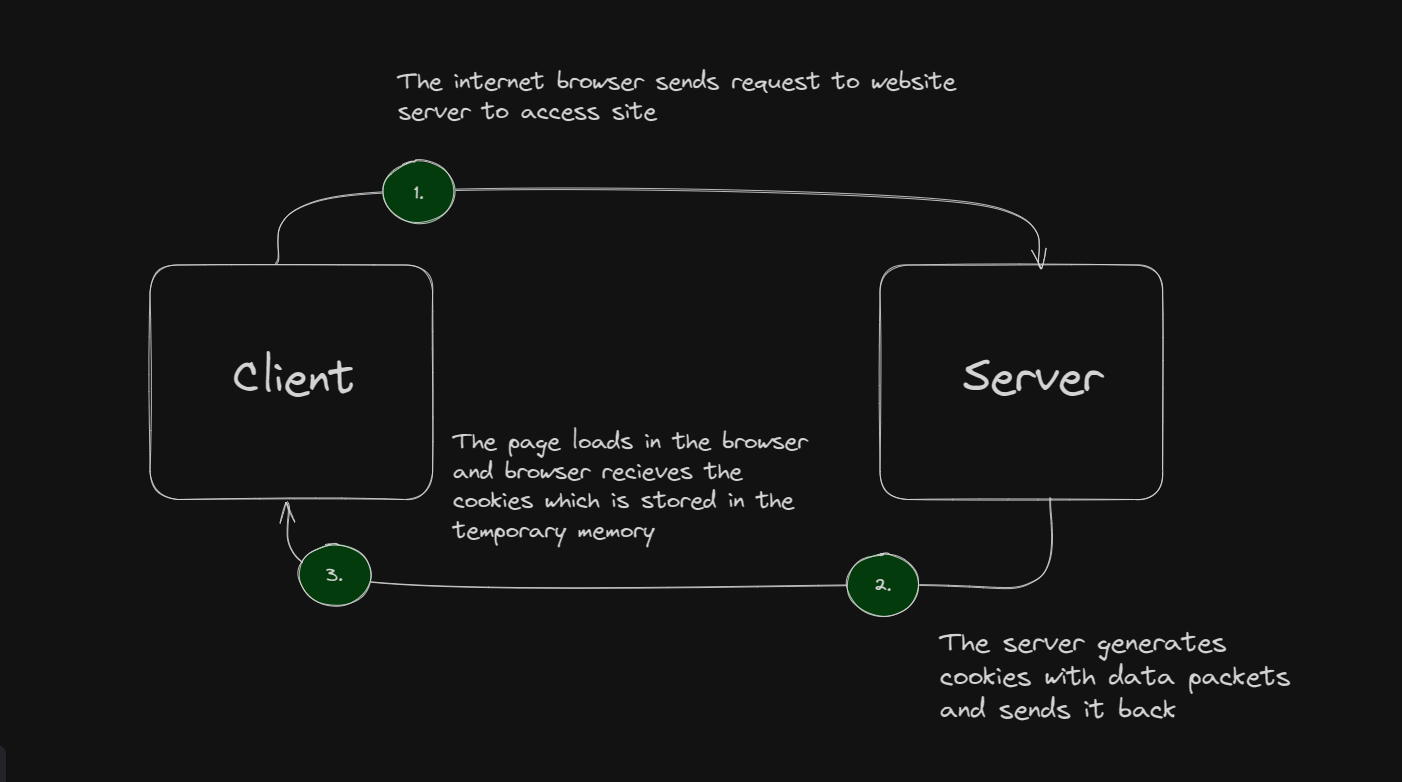 The internet browser sends request to website
server to access site
1.
Client
Server
The page loads in the browser
and browser recieves the
cookies which is stored in the
temporary memory
3.
2.
The server generates
cookies with data packets
and sends it back